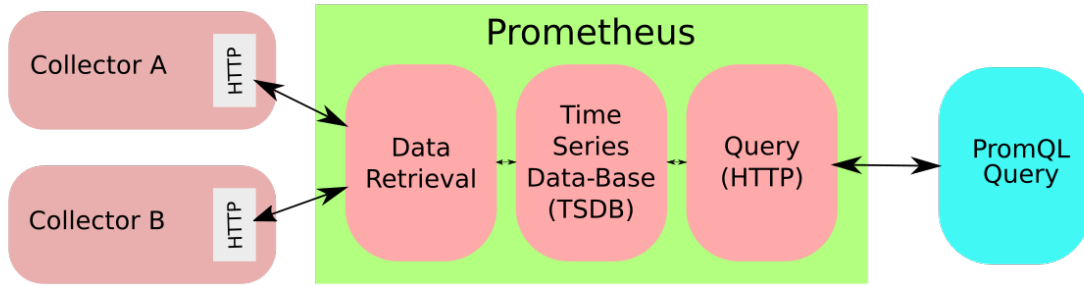 Prometheus
Collector A
HTTP
Collector B
HTTP
Data
Retrieval
Time
Series
Data-Base
(TSDB)
Query
(HTTP)
PromQL
Query